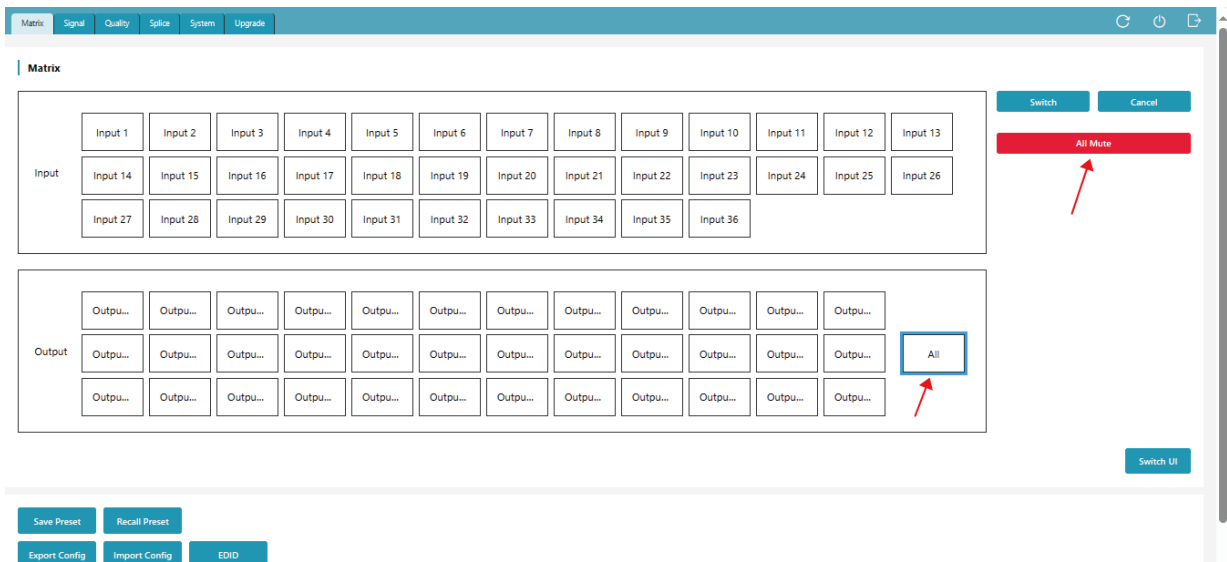 Matrix Signal Quality Splice System Upgrade
Matrix
Switch Cancel
Input 1 Input 2 Input 3 Input 4 Input 5 Input 6 Input 7 Input 8 Input 9 Input 10 Input 11 Input 12 Input 13
All Mute
Input Input 14 Input 15 Input 16 Input 17 Input 18 Input 19 Input 20 Input 21 Input 22 Input 23 Input 24 Input 25 Input 26
Input 27 Input 28 Input 29 Input 30 Input 31 Input 32 Input 33 Input 34 Input 35 Input 36
Outpu... Outpu... Outpu... Outpu... Outpu... Outpu... Outpu... Outpu... Outpu... Outpu... Outpu... Outpu...
Output Outpu... Outpu... Outpu... Outpu... Outpu... Outpu... Outpu... Outpu... Outpu... Outpu... Outpu... Outpu... All
Outpu... Outpu... Outpu... Outpu... Outpu... Outpu... Outpu... Outpu... Outpu... Outpu... Outpu... Outpu...
Switch UI
Save Preset Recall Preset
Export Config Import Config EDID